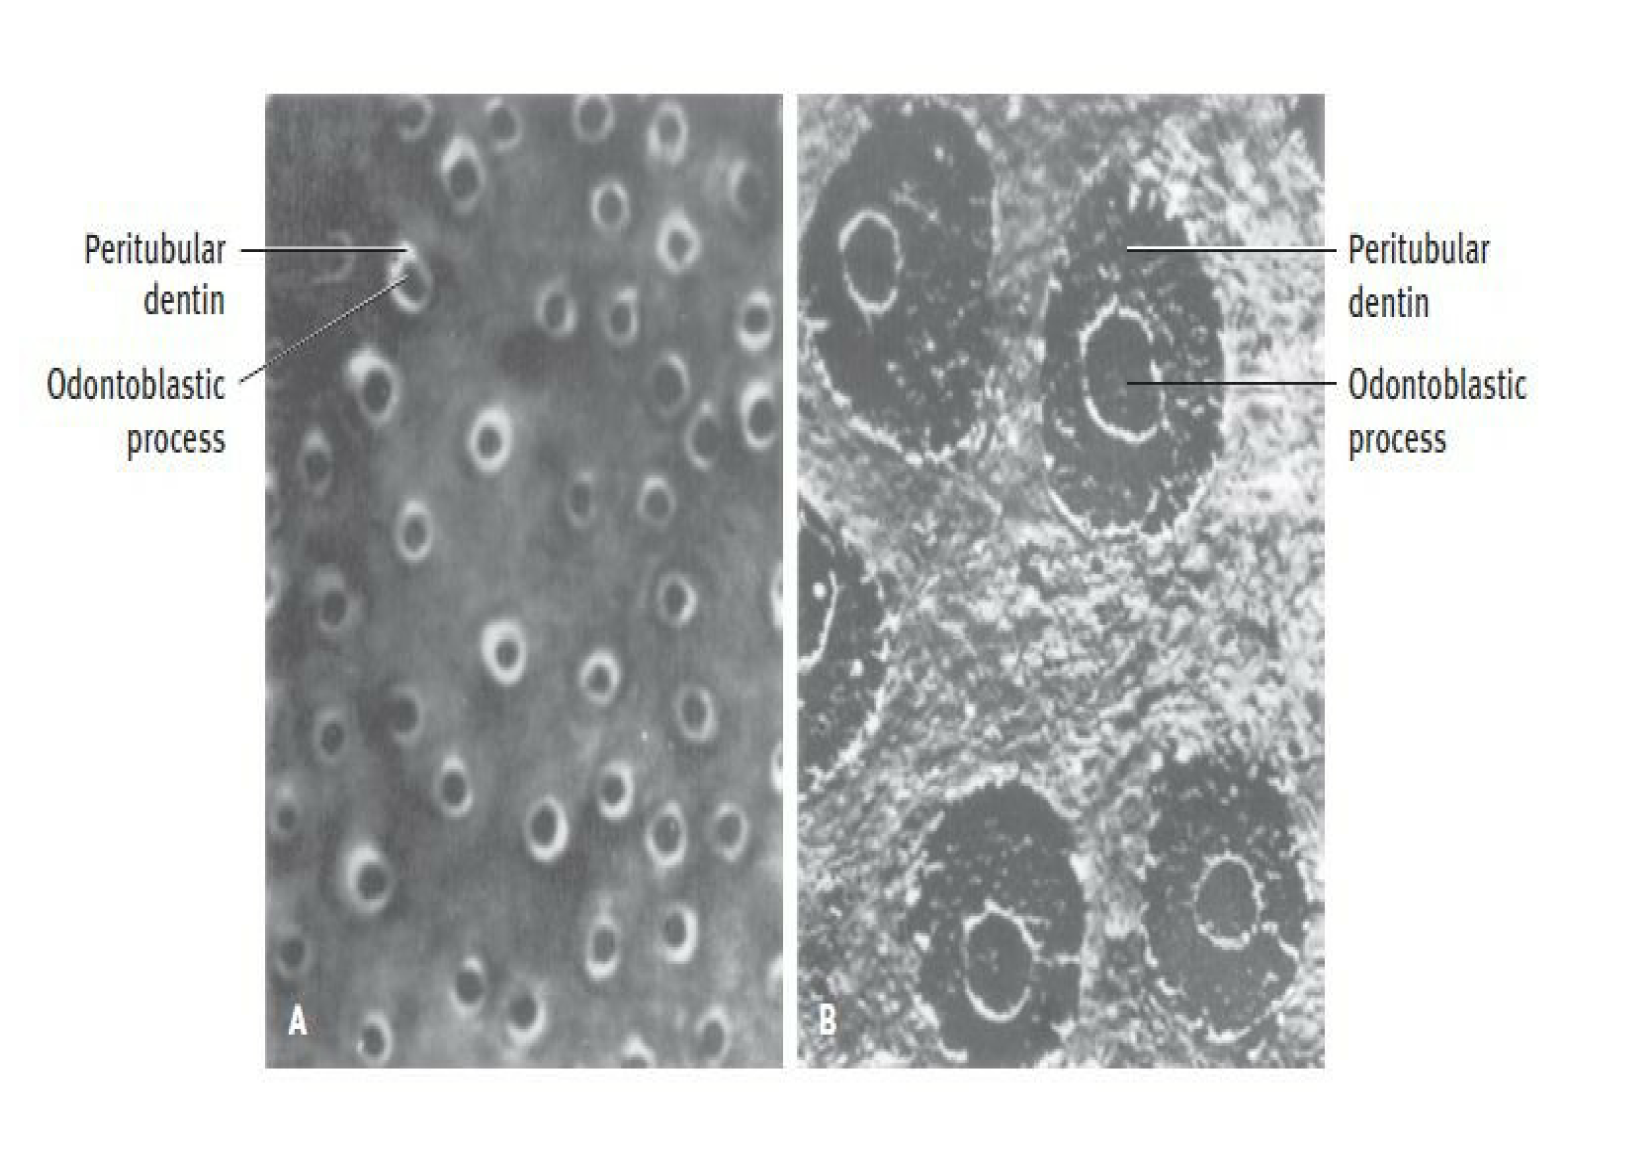 Peritubular
dentin
Odontoblastic
process
A
B
Peritubular
dentin
Odontoblastic
process